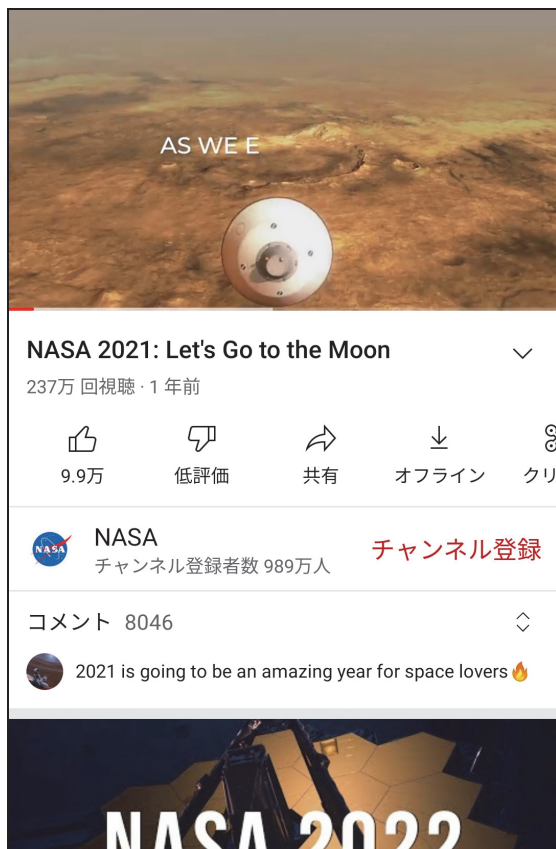 AS WE E
NASA 2021: Let's Go to the Moon
237万 回視聴 · 1 年前
9.9万
低評価
共有
オフライン
クリ
NASA
NASA
チャンネル登録者数 989万人
チャンネル登録
コメント 8046
2021 is going to be an amazing year for space lovers🔥
NASA 2022